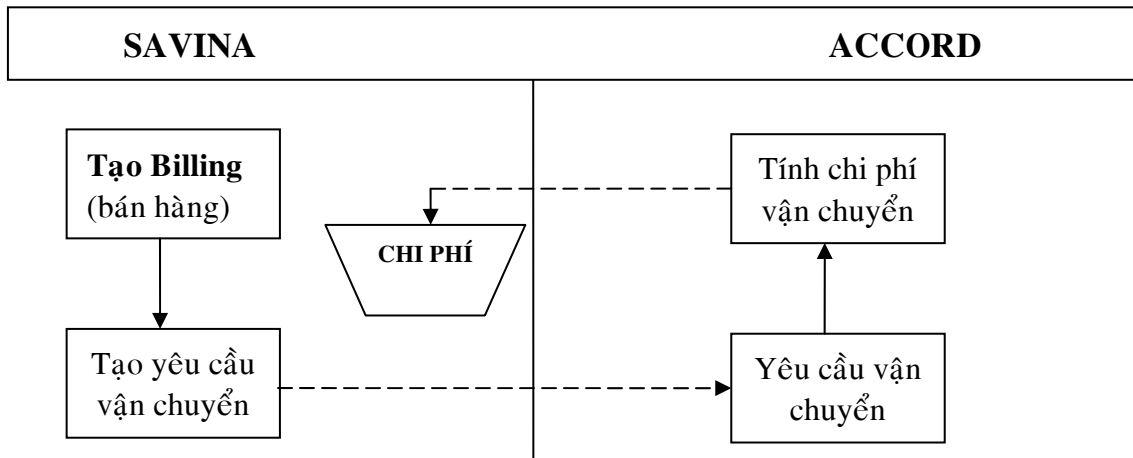 SAVINA
ACCORD
Tạo Billing
(bán hàng)
Tính chi phí
vận chuyển
CHI PHÍ
Tạo yêu cầu
vận chuyển
Yêu cầu vận
chuyển